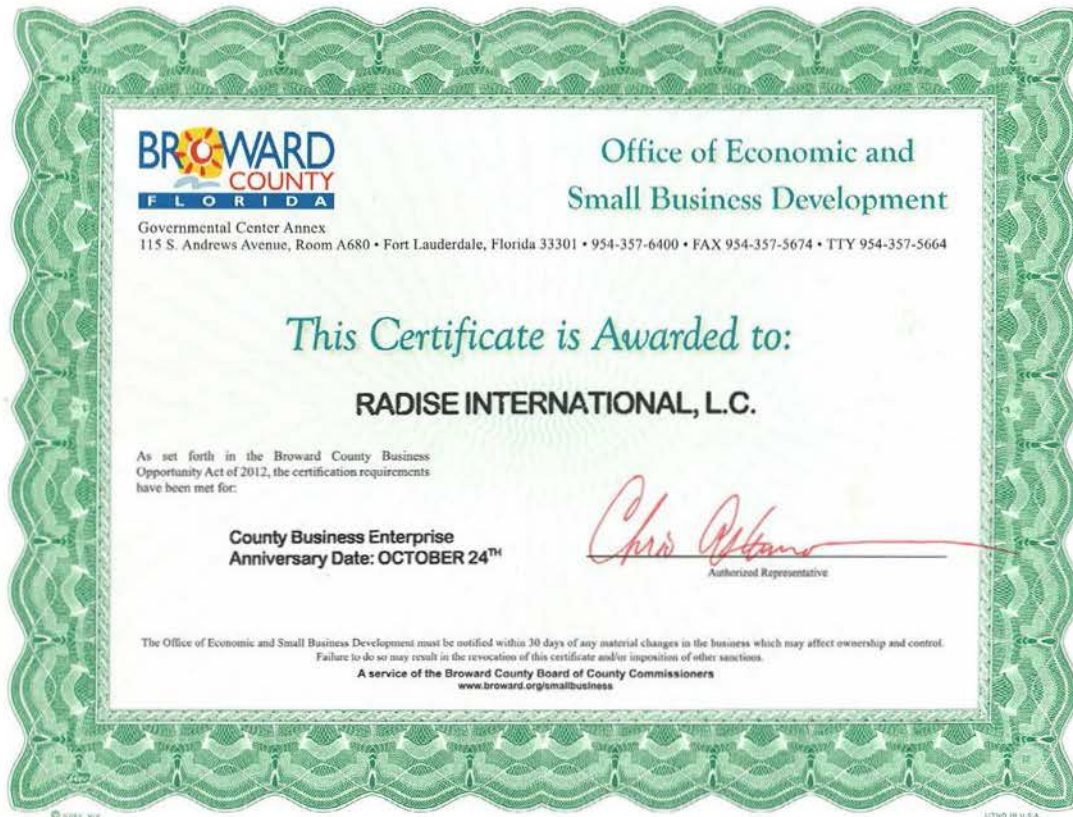 BROWARD
COUNTY
FLORIDA
Office of Economic and
Small Business Development
Governmental Center Annex
115 S. Andrews Avenue, Room A680 • Fort Lauderdale, Florida 33301 • 954-357-6400 • FAX 954-357-5674 • TTY 954-357-5664
This Certificate is Awarded to:
RADISE INTERNATIONAL, L.C.
As set forth in the Broward County Business
Opportunity Act of 2012, the certification requirements
have been met for:
County Business Enterprise
Anniversary Date: OCTOBER 24TH
Chris
Authorized Representative
The Office of Economic and Small Business Development must be notified within 30 days of any material changes in the business which may affect ownership and control.
Failure to do so may result in the revocation of this certificate and/or imposition of other sanctions.
A service of the Broward County Board of County Commissioners
www.broward.org/smallbusiness
LITHO IN U.S.A.